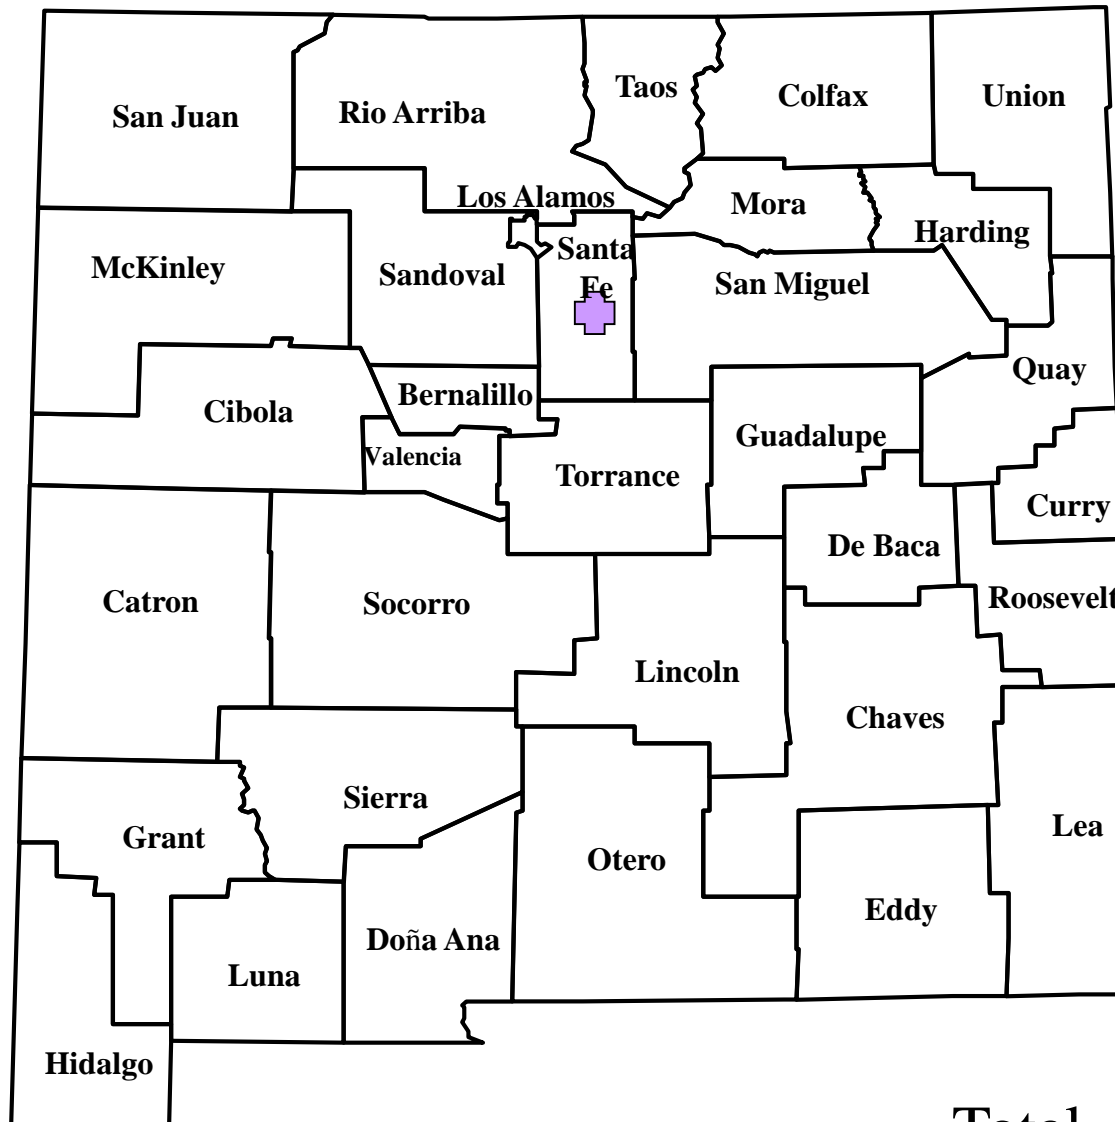 Taos
Colfax
Union
San Juan
Rio Arriba
Los Alamos
Mora
Harding
Santa
Fe
McKinley
Sandoval
San Miguel
Quay
Bernalillo
Cibola
Guadalupe
Valencia
Torrance
Curry
De Baca
Catron
Socorro
Roosevelt
Lincoln
Chaves
Sierra
Grant
Lea
Otero
Eddy
Doña Ana
Luna
Hidalgo
Total